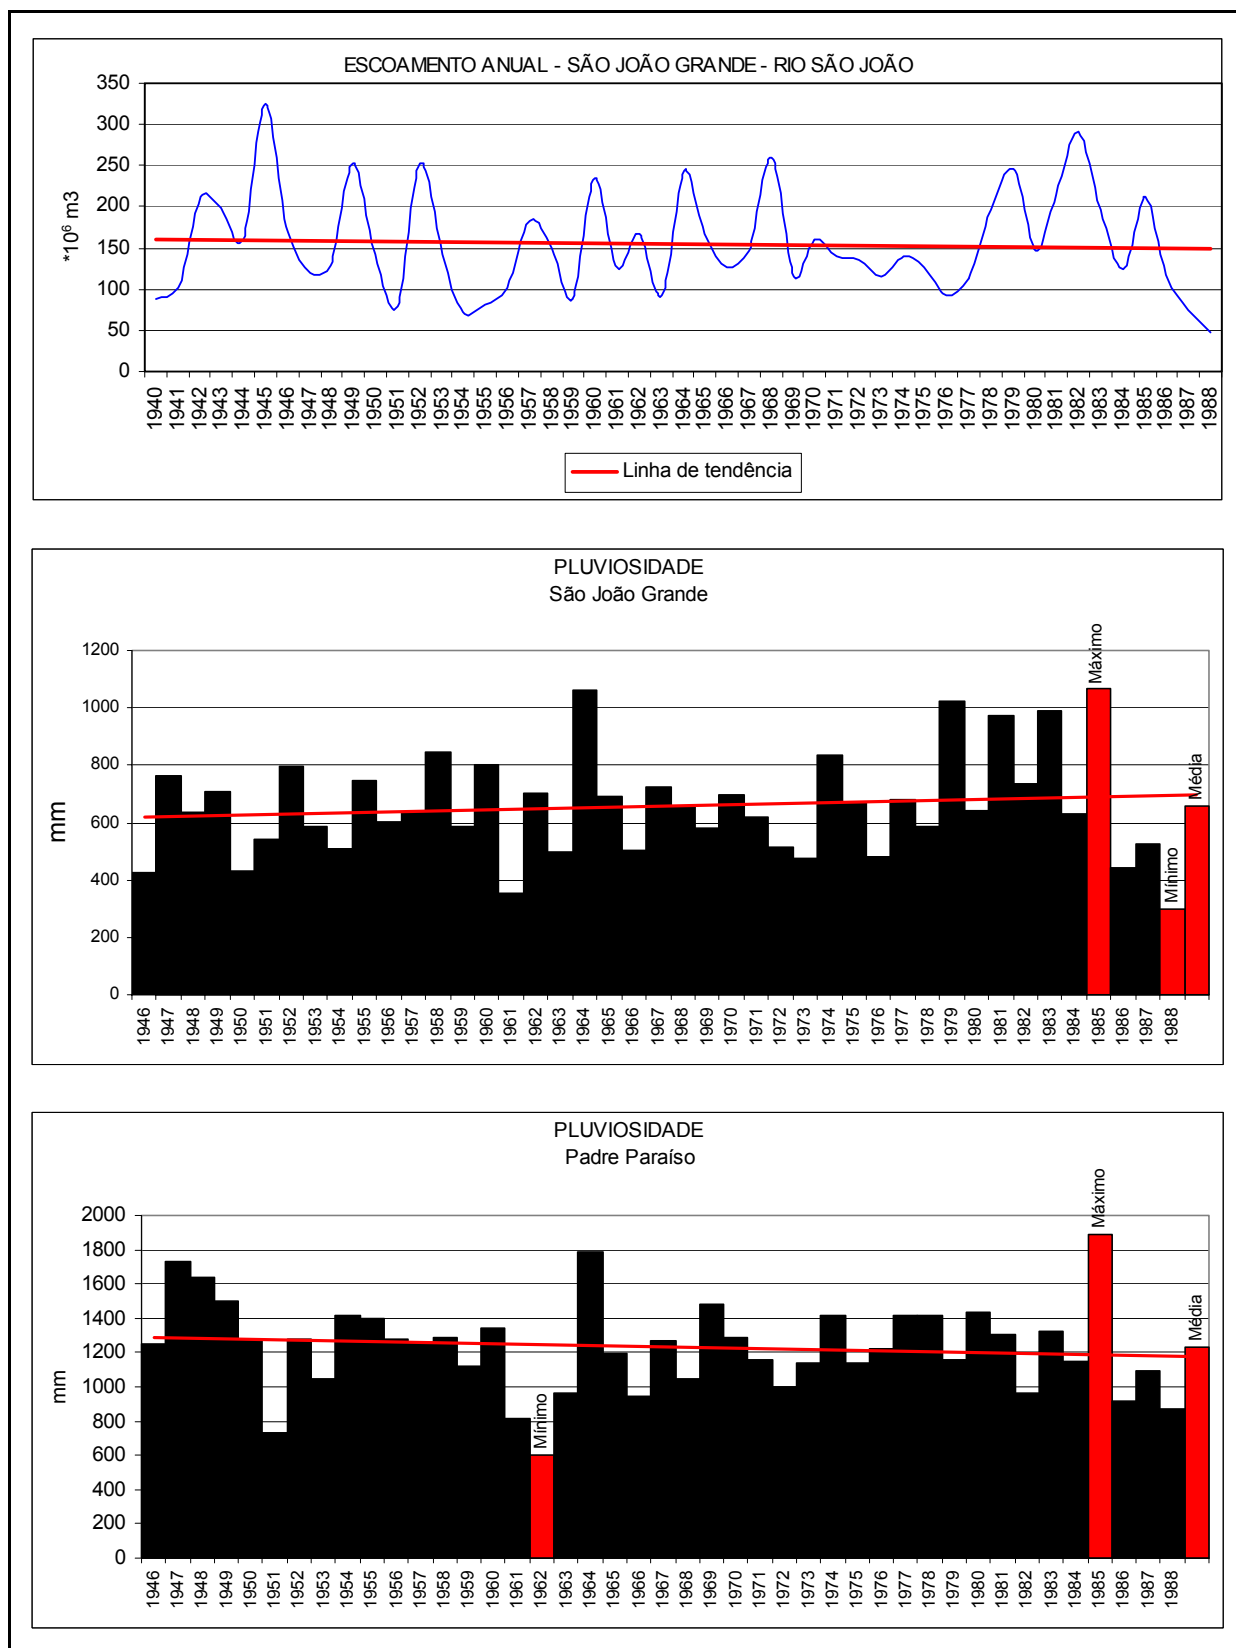 ESCOAMENTO ANUAL - SÃO JOÃO GRANDE - RIO SÃO JOÃO
350
300
250
200
150
100
50
0
*10⁶ m3
1940 1941 1942 1943 1944 1945 1946 1947 1948 1949 1950 1951 1952 1953 1954 1955 1956 1957 1958 1959 1960 1961 1962 1963 1964 1965 1966 1967 1968 1969 1970 1971 1972 1973 1974 1975 1976 1977 1978 1979 1980 1981 1982 1983 1984 1985 1986 1987 1988
Linha de tendência
PLUVIOSIDADE
São João Grande
1200
1000
800
600
400
200
0
mm
Máximo
Mínimo
Média
1946 1947 1948 1949 1950 1951 1952 1953 1954 1955 1956 1957 1958 1959 1960 1961 1962 1963 1964 1965 1966 1967 1968 1969 1970 1971 1972 1973 1974 1975 1976 1977 1978 1979 1980 1981 1982 1983 1984 1985 1986 1987 1988
PLUVIOSIDADE
Padre Paraíso
2000
1800
1600
1400
1200
1000
800
600
400
200
0
mm
Mínimo
Máximo
Média
1946 1947 1948 1949 1950 1951 1952 1953 1954 1955 1956 1957 1958 1959 1960 1961 1962 1963 1964 1965 1966 1967 1968 1969 1970 1971 1972 1973 1974 1975 1976 1977 1978 1979 1980 1981 1982 1983 1984 1985 1986 1987 1988